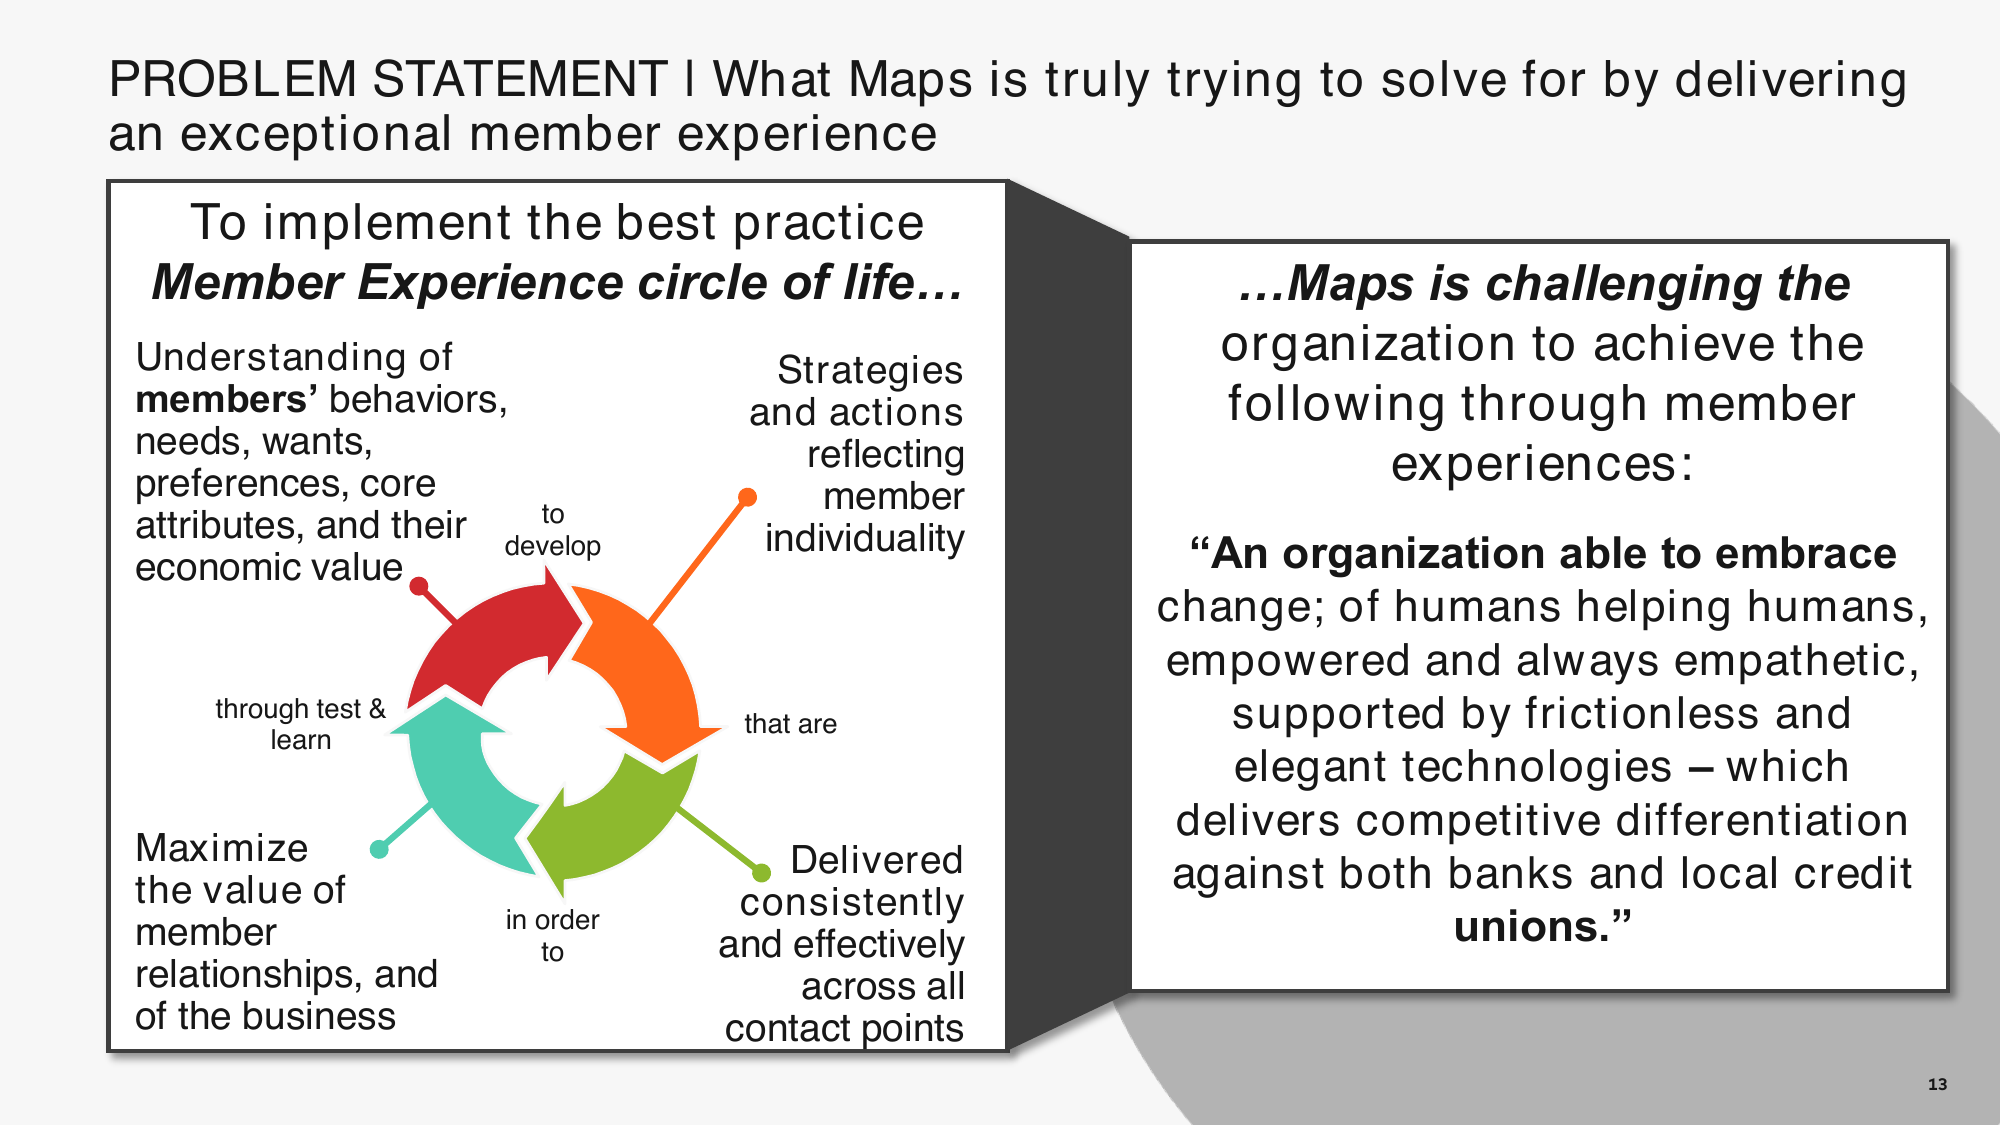 PROBLEM STATEMENT | What Maps is truly trying to solve for by delivering
an exceptional member experience
To implement the best practice
Member Experience circle of life…
Understanding of
members’ behaviors,
needs, wants,
preferences, core
attributes, and their
economic value
to
develop
Strategies
and actions
reflecting
member
individuality
that are
Delivered
consistently
and effectively
across all
contact points
in order
to
Maximize
the value of
member
relationships, and
of the business
through test &
learn
…Maps is challenging the
organization to achieve the
following through member
experiences:
“An organization able to embrace
change; of humans helping humans,
empowered and always empathetic,
supported by frictionless and
elegant technologies – which
delivers competitive differentiation
against both banks and local credit
unions.”
13